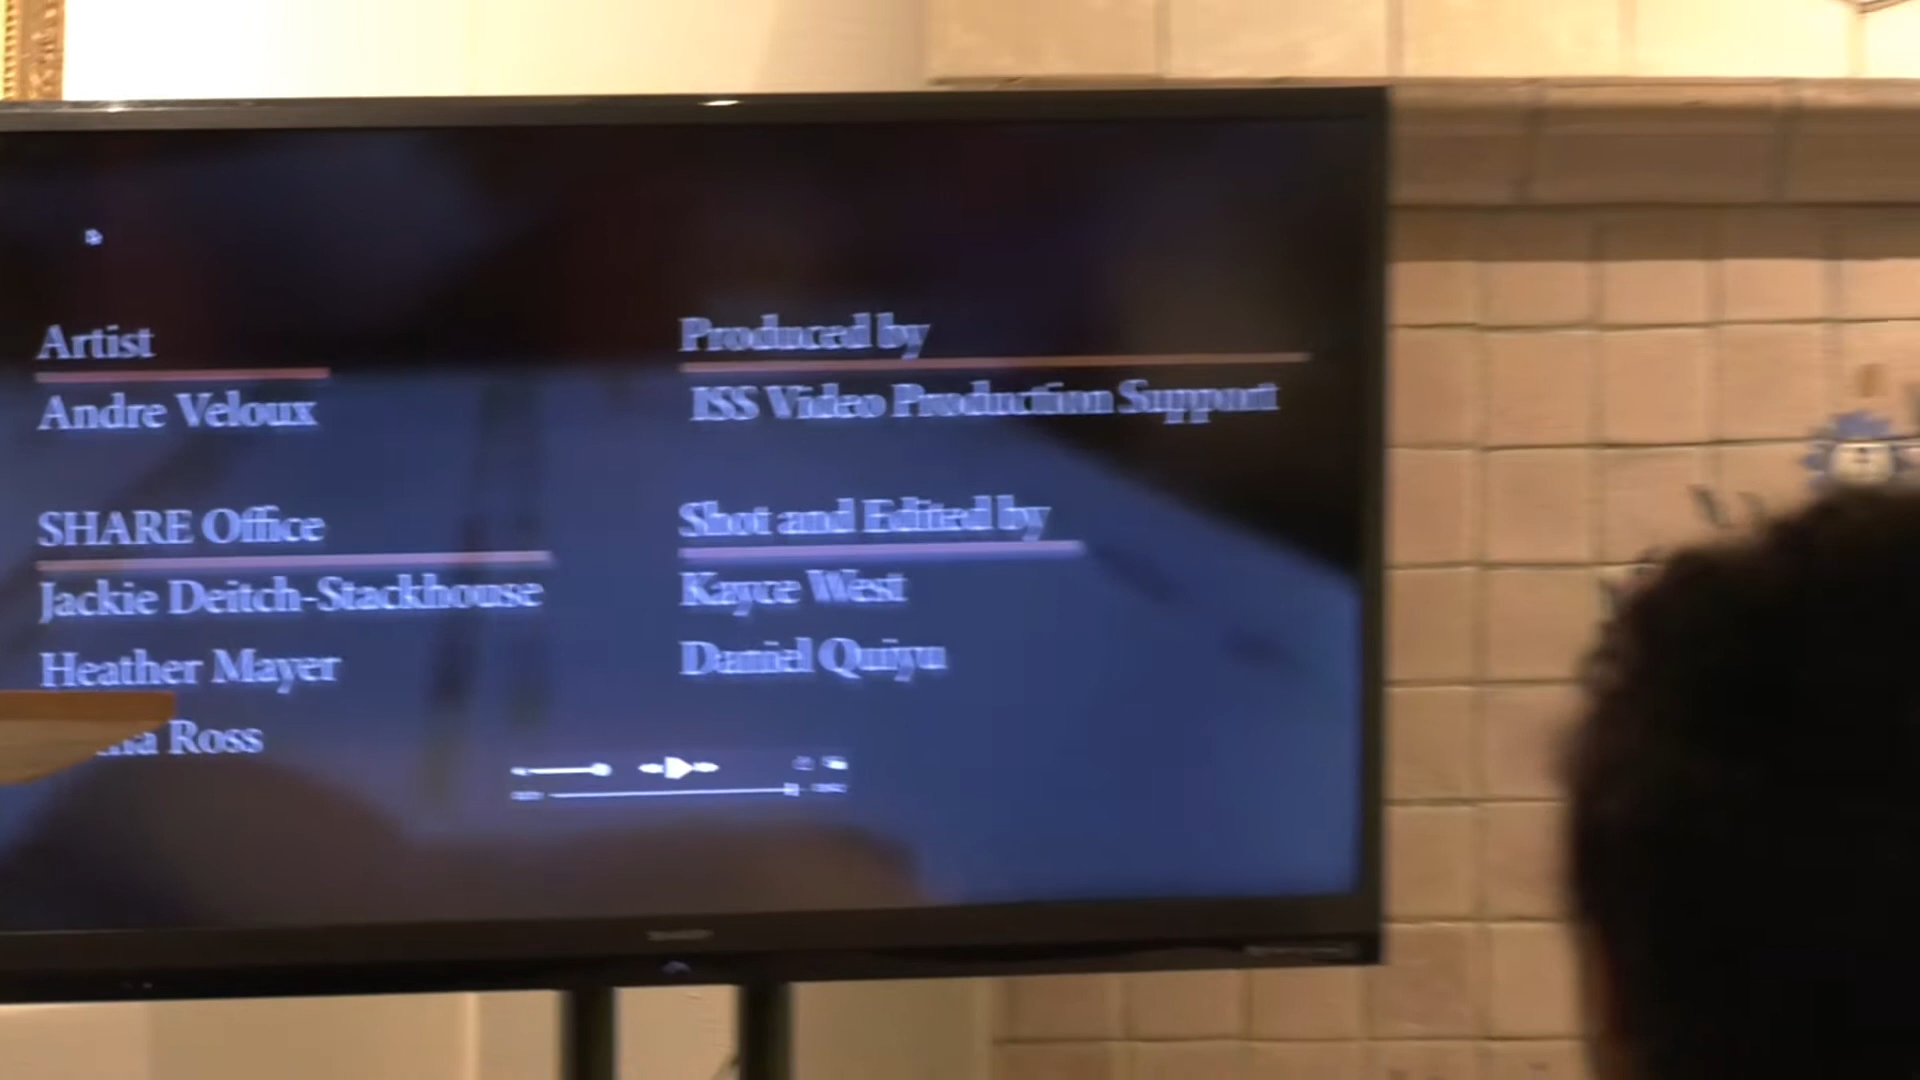 Artist
Andre Veloux
SHARE Office
Jackie Deitch-Stackhouse
Heather Mayer
Ross
Produced by
ISS Video Production Support
Shot and Edited by
Kayce West
Daniel Quiyu
SHARP